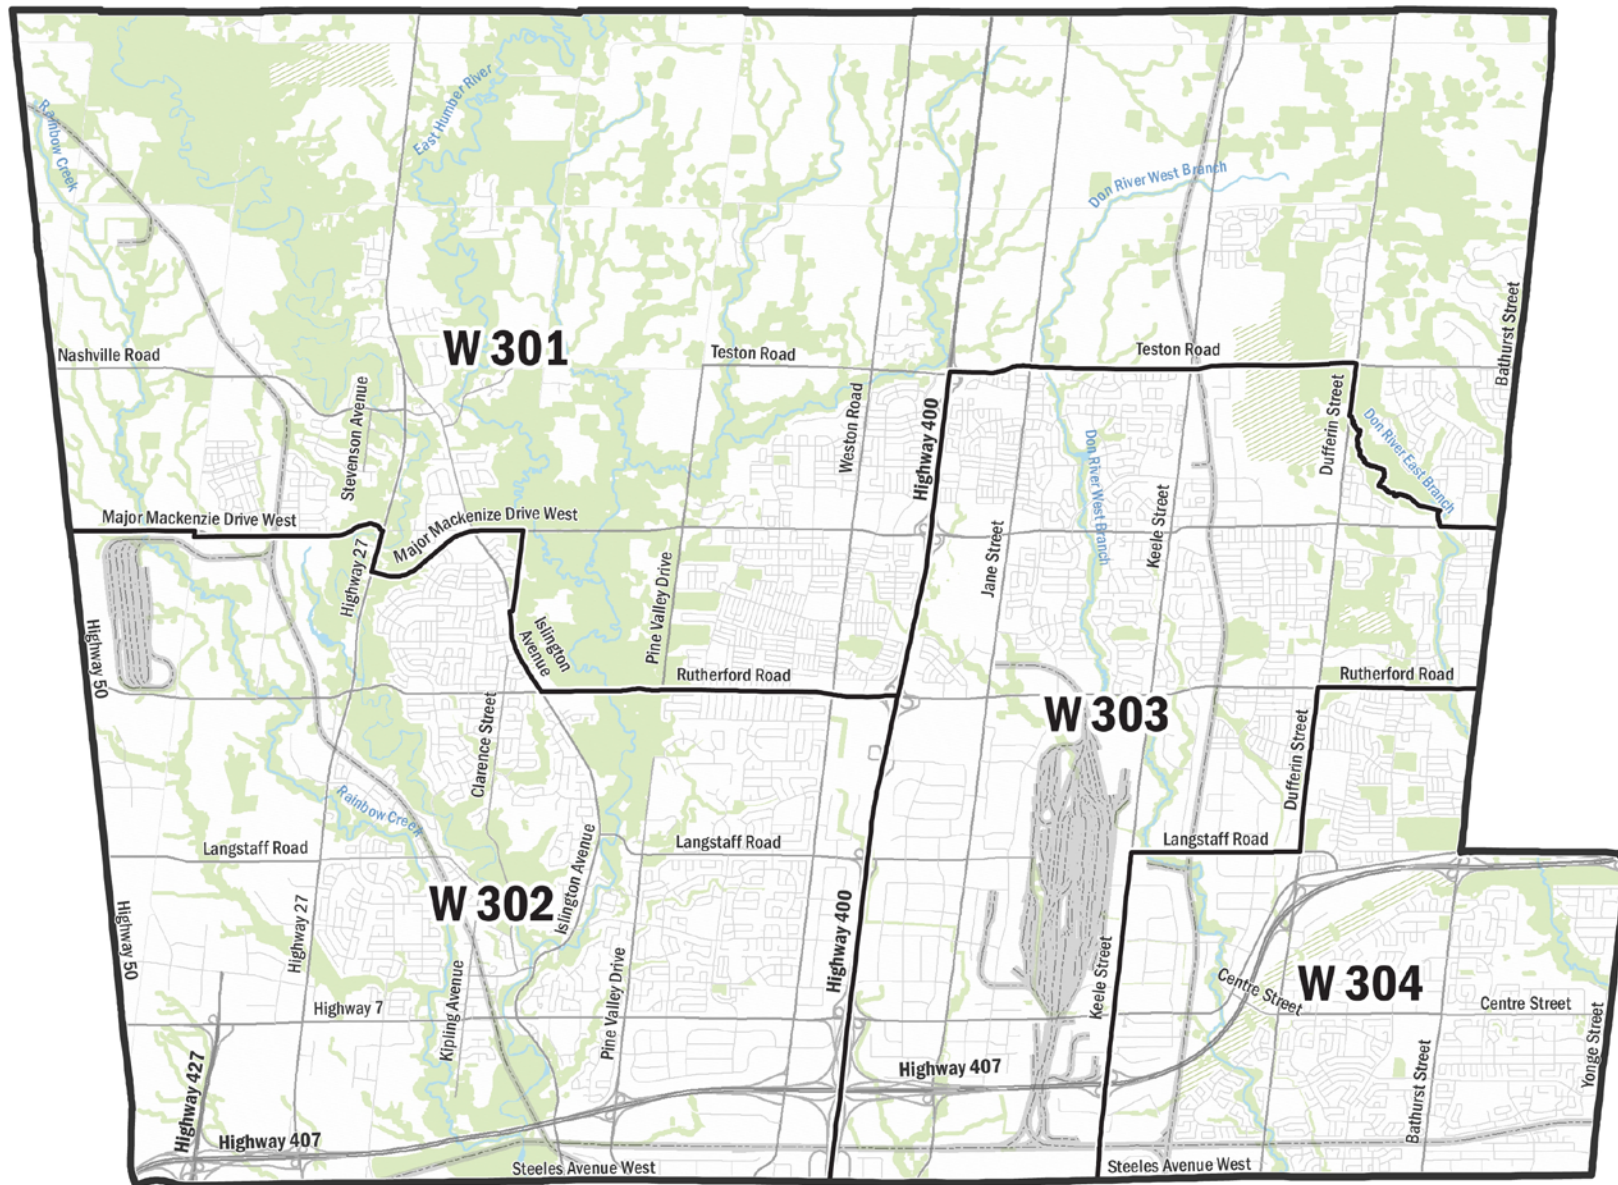 Rainbow Creek
East Humber River
Don River West Branch
Bathurst Street
W 301
Nashville Road
Teston Road
Teston Road
Stevenson Avenue
Weston Road
Highway 400
Dufferin Street
Don River East Branch
Don River West Branch
Keele Street
Jane Street
Major Mackenzie Drive West
Major Mackenize Drive West
Highway 27
Highway 50
Islington
Avenue
Pine Valley Drive
Rutherford Road
Rutherford Road
W 303
Clarence Street
Dufferin Street
Rainbow Creek
Langstaff Road
Langstaff Road
Langstaff Road
Islington Avenue
W 302
Highway 50
Highway 27
Highway 400
Keele Street
W 304
Centre Street
Centre Street
Highway 7
Kipling Avenue
Pine Valley Drive
Yonge Street
Bathurst Street
Highway 407
Highway 427
Highway 407
Steeles Avenue West
Steeles Avenue West